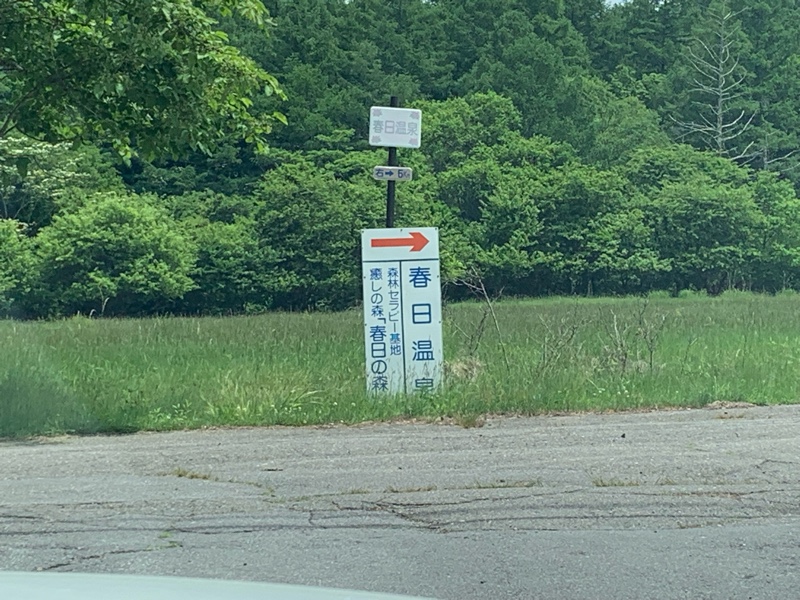 春日温泉
右→5㎞
春日温泉
森林セラピー基地
癒しの森「春日の森